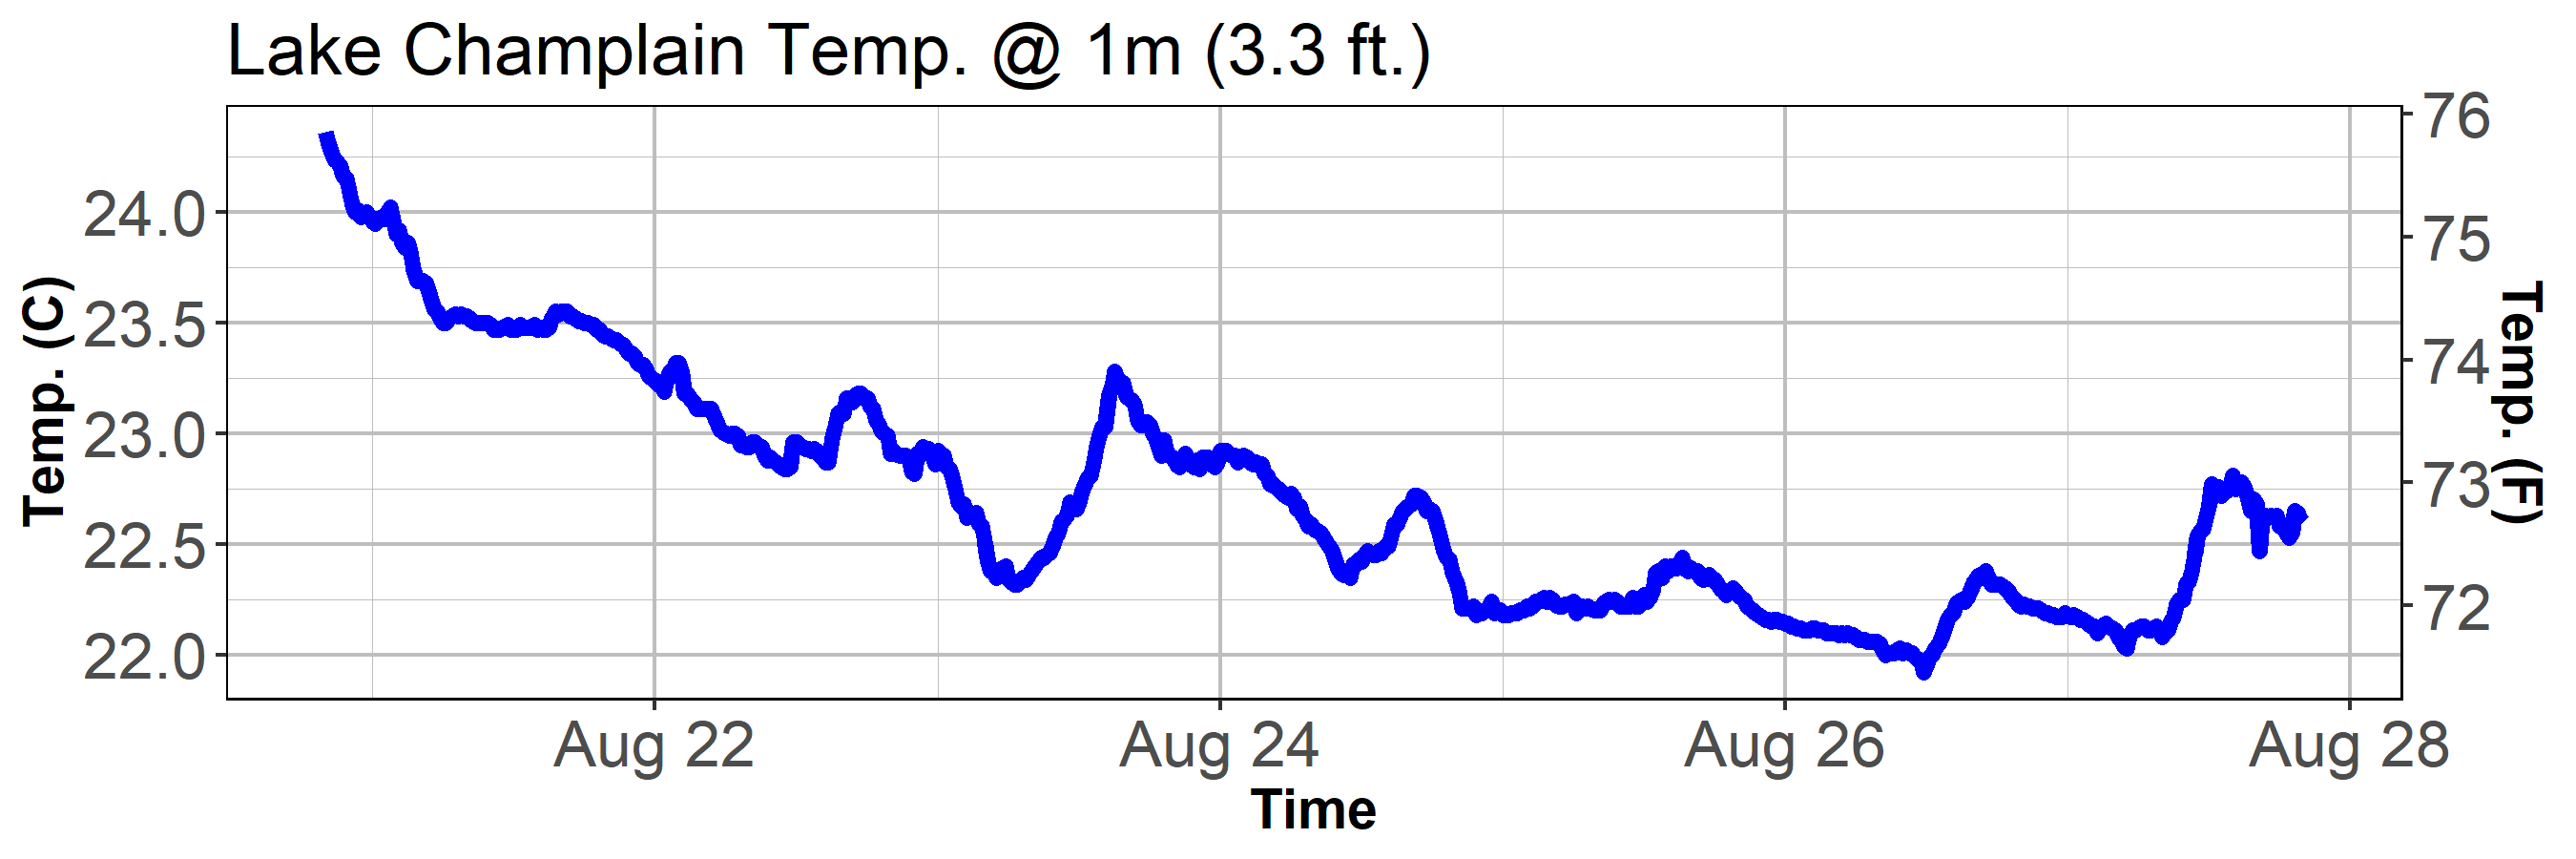 Lake Champlain Temp. @ 1m (3.3 ft.)
Temp. (C)
24.0
23.5
23.0
22.5
22.0
76
75
74
73
72
Temp. (F)
Aug 22 Aug 24 Aug 26 Aug 28
Time